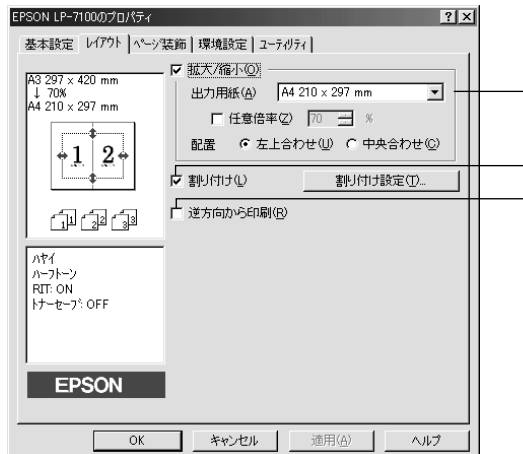 EPSON LP-7100のプロパティ
? ×
基本設定 レイアウト ページ装飾 環境設定 ユーティリティ
A3 297 x 420 mm
↓ 70%
A4 210 x 297 mm
1 2
1 1 2 2 3 3
ハヤイ
ハーフトーン
RIT: ON
トナーセーブ: OFF
EPSON
拡大/縮小(O)
出力用紙(A) A4 210 x 297 mm
任意倍率(Z) 70 %
配置 左上合わせ(U) 中央合わせ(C)
割り付け(L) 割り付け設定(T)...
逆方向から印刷(R)
OK キャンセル 適用(A) ヘルプ